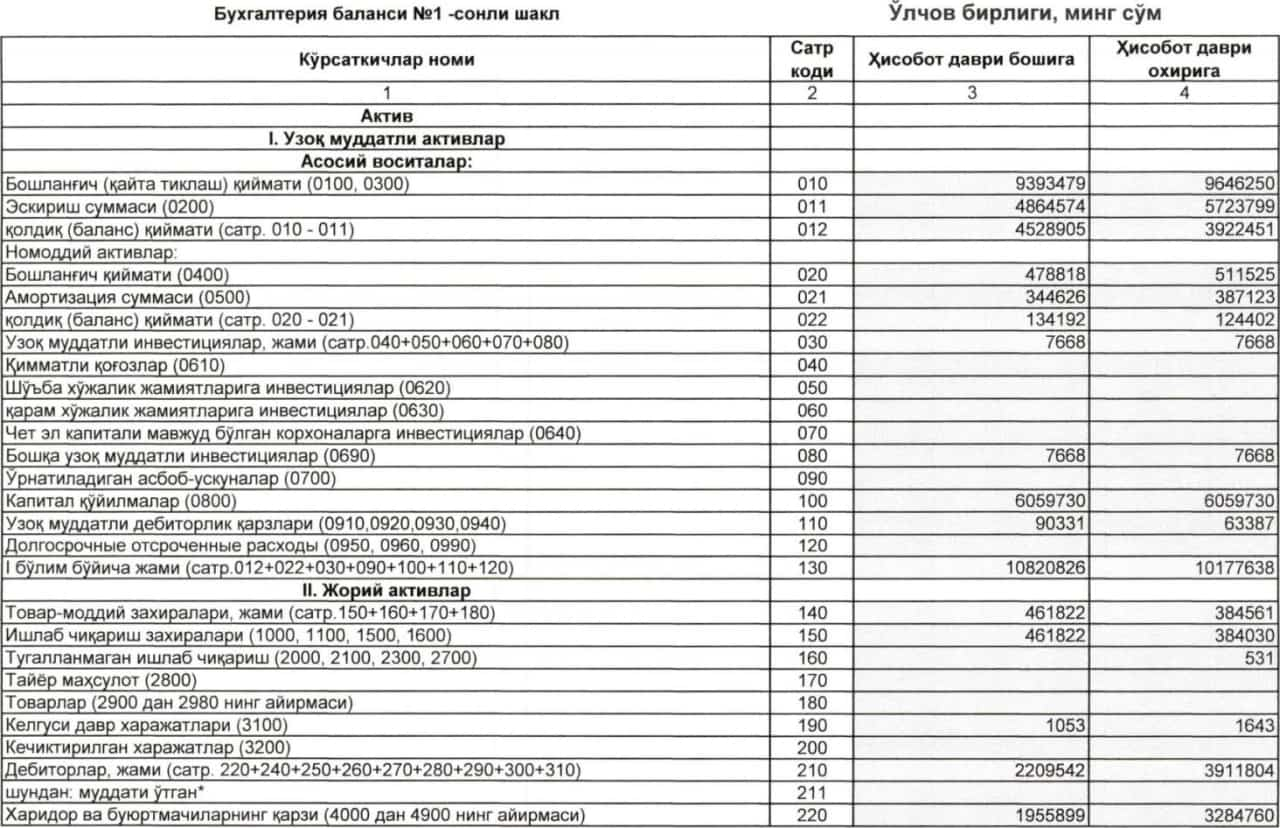 Бухгалтерия баланси №1 -сонли шакл Ўлчов бирлиги, минг сўм
Кўрсаткичлар номи Сатр коди Ҳисобот даври бошига Ҳисобот даври охирига
1 2 3 4
Актив
I. Узоқ муддатли активлар
Асосий воситалар:
Бошланғич (қайта тиклаш) қиймати (0100, 0300) 010 9393479 9646250
Эскириш суммаси (0200) 011 4864574 5723799
қолдиқ (баланс) қиймати (сатр. 010 - 011) 012 4528905 3922451
Номоддий активлар:
Бошланғич қиймати (0400) 020 478818 511525
Амортизация суммаси (0500) 021 344626 387123
қолдиқ (баланс) қиймати (сатр. 020 - 021) 022 134192 124402
Узоқ муддатли инвестициялар, жами (сатр.040+050+060+070+080) 030 7668 7668
Қимматли қоғозлар (0610) 040
Шўъба хўжалик жамиятларига инвестициялар (0620) 050
қарам хўжалик жамиятларига инвестициялар (0630) 060
Чет эл капитали мавжуд бўлган корхоналарга инвестициялар (0640) 070
Бошқа узоқ муддатли инвестициялар (0690) 080 7668 7668
Ўрнатиладиган асбоб-ускуналар (0700) 090
Капитал қўйилмалар (0800) 100 6059730 6059730
Узоқ муддатли дебиторлик қарзлари (0910,0920,0930,0940) 110 90331 63387
Долгосрочные отсроченные расходы (0950, 0960, 0990) 120
I бўлим бўйича жами (сатр.012+022+030+090+100+110+120) 130 10820826 10177638
II. Жорий активлар
Товар-моддий захиралари, жами (сатр.150+160+170+180) 140 461822 384561
Ишлаб чиқариш захиралари (1000, 1100, 1500, 1600) 150 461822 384030
Тугалланмаган ишлаб чиқариш (2000, 2100, 2300, 2700) 160 531
Тайёр маҳсулот (2800) 170
Товарлар (2900 дан 2980 нинг айирмаси) 180
Келгуси давр харажатлари (3100) 190 1053 1643
Кечиктирилган харажатлар (3200) 200
Дебиторлар, жами (сатр. 220+240+250+260+270+280+290+300+310) 210 2209542 3911804
шундан: муддати ўтган* 211
Харидор ва буюртмачиларнинг қарзи (4000 дан 4900 нинг айирмаси) 220 1955899 3284760